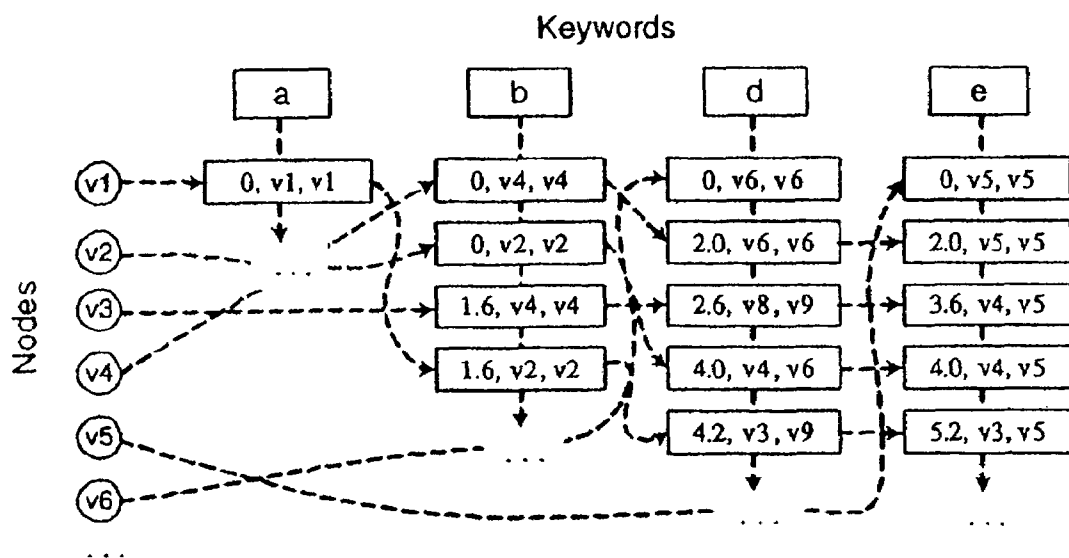 Keywords
a b d e
Nodes
v1 0, v1, v1 0, v4, v4 0, v6, v6 0, v5, v5
v2 ... 0, v2, v2 2.0, v6, v6 2.0, v5, v5
v3 1.6, v4, v4 2.6, v8, v9 3.6, v4, v5
v4 1.6, v2, v2 4.0, v4, v6 4.0, v4, v5
v5 ... 4.2, v3, v9 5.2, v3, v5
v6 ... ...
...